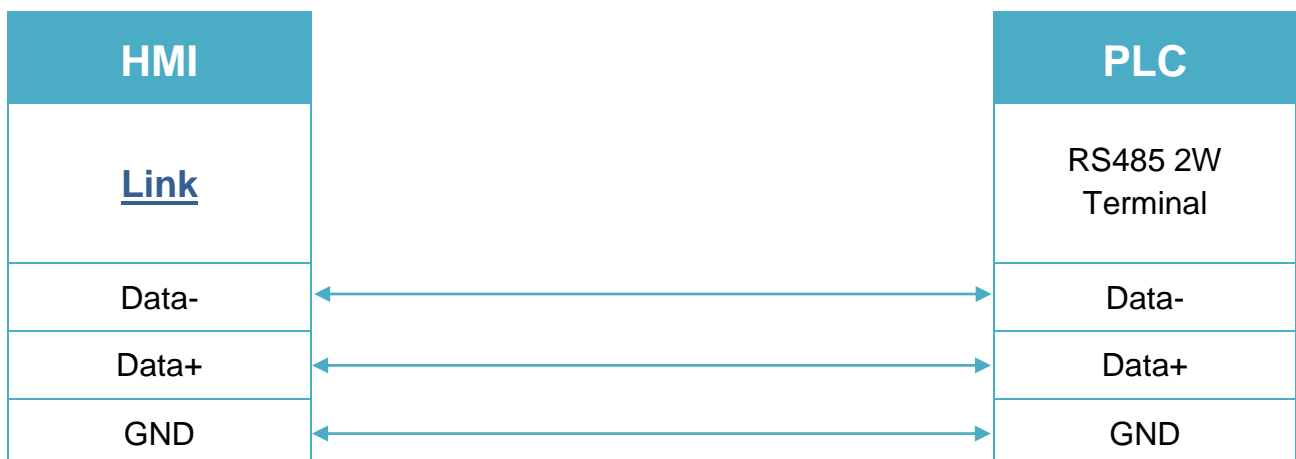 HMI
PLC
Link
RS485 2W
Terminal
Data-
Data-
Data+
Data+
GND
GND